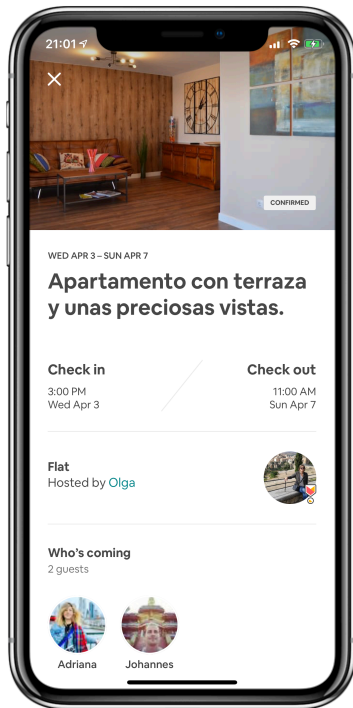 21:01
CONFIRMED
WED APR 3 – SUN APR 7
Apartamento con terraza
y unas preciosas vistas.
Check in
Check out
3:00 PM
11:00 AM
Wed Apr 3
Sun Apr 7
Flat
Hosted by Olga
Who's coming
2 guests
Adriana
Johannes